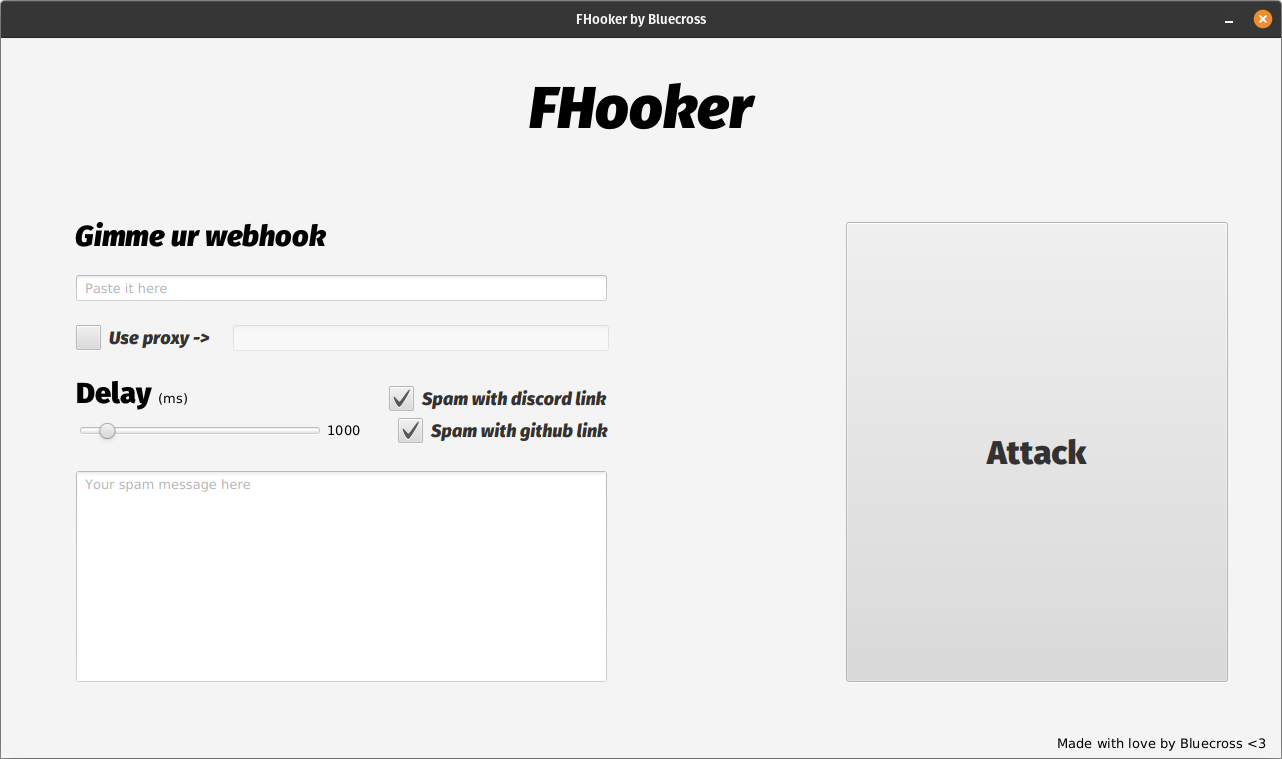 FHooker by Bluecross
FHooker
Gimme ur webhook
Paste it here
Use proxy ->
Delay (ms)
Spam with discord link
1000
Spam with github link
Your spam message here
Attack
Made with love by Bluecross <3